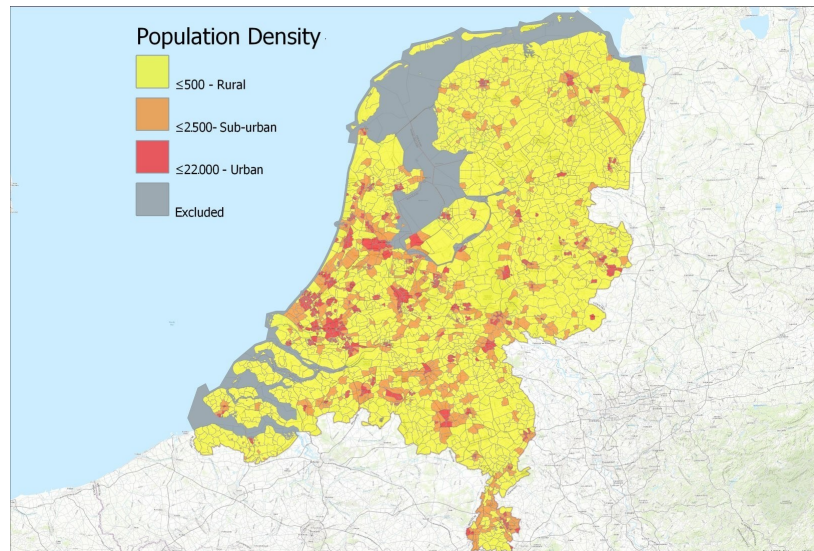 Population Density
≤500 - Rural
≤2.500- Sub-urban
≤22.000 - Urban
Excluded